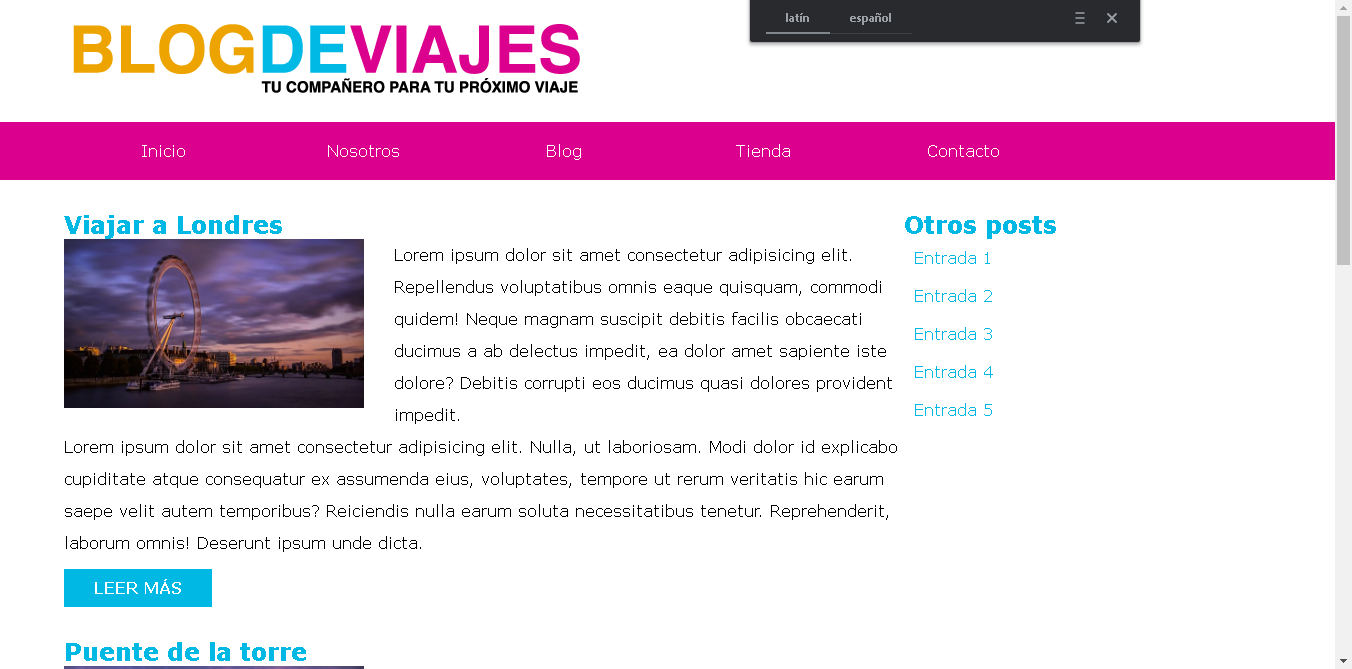 latín español
BLOGDEVIAJES
TU COMPAÑERO PARA TU PRÓXIMO VIAJE
Inicio Nosotros Blog Tienda Contacto
Viajar a Londres
Lorem ipsum dolor sit amet consectetur adipisicing elit.
Repellendus voluptatibus omnis eaque quisquam, commodi
quidem! Neque magnam suscipit debitis facilis obcaecati
ducimus a ab delectus impedit, ea dolor amet sapiente iste
dolore? Debitis corrupti eos ducimus quasi dolores provident
impedit.
Lorem ipsum dolor sit amet consectetur adipisicing elit. Nulla, ut laboriosam. Modi dolor id explicabo
cupiditate atque consequatur ex assumenda eius, voluptates, tempore ut rerum veritatis hic earum
saepe velit autem temporibus? Reiciendis nulla earum soluta necessitatibus tenetur. Reprehenderit,
laborum omnis! Deserunt ipsum unde dicta.
LEER MÁS
Puente de la torre
Otros posts
Entrada 1
Entrada 2
Entrada 3
Entrada 4
Entrada 5